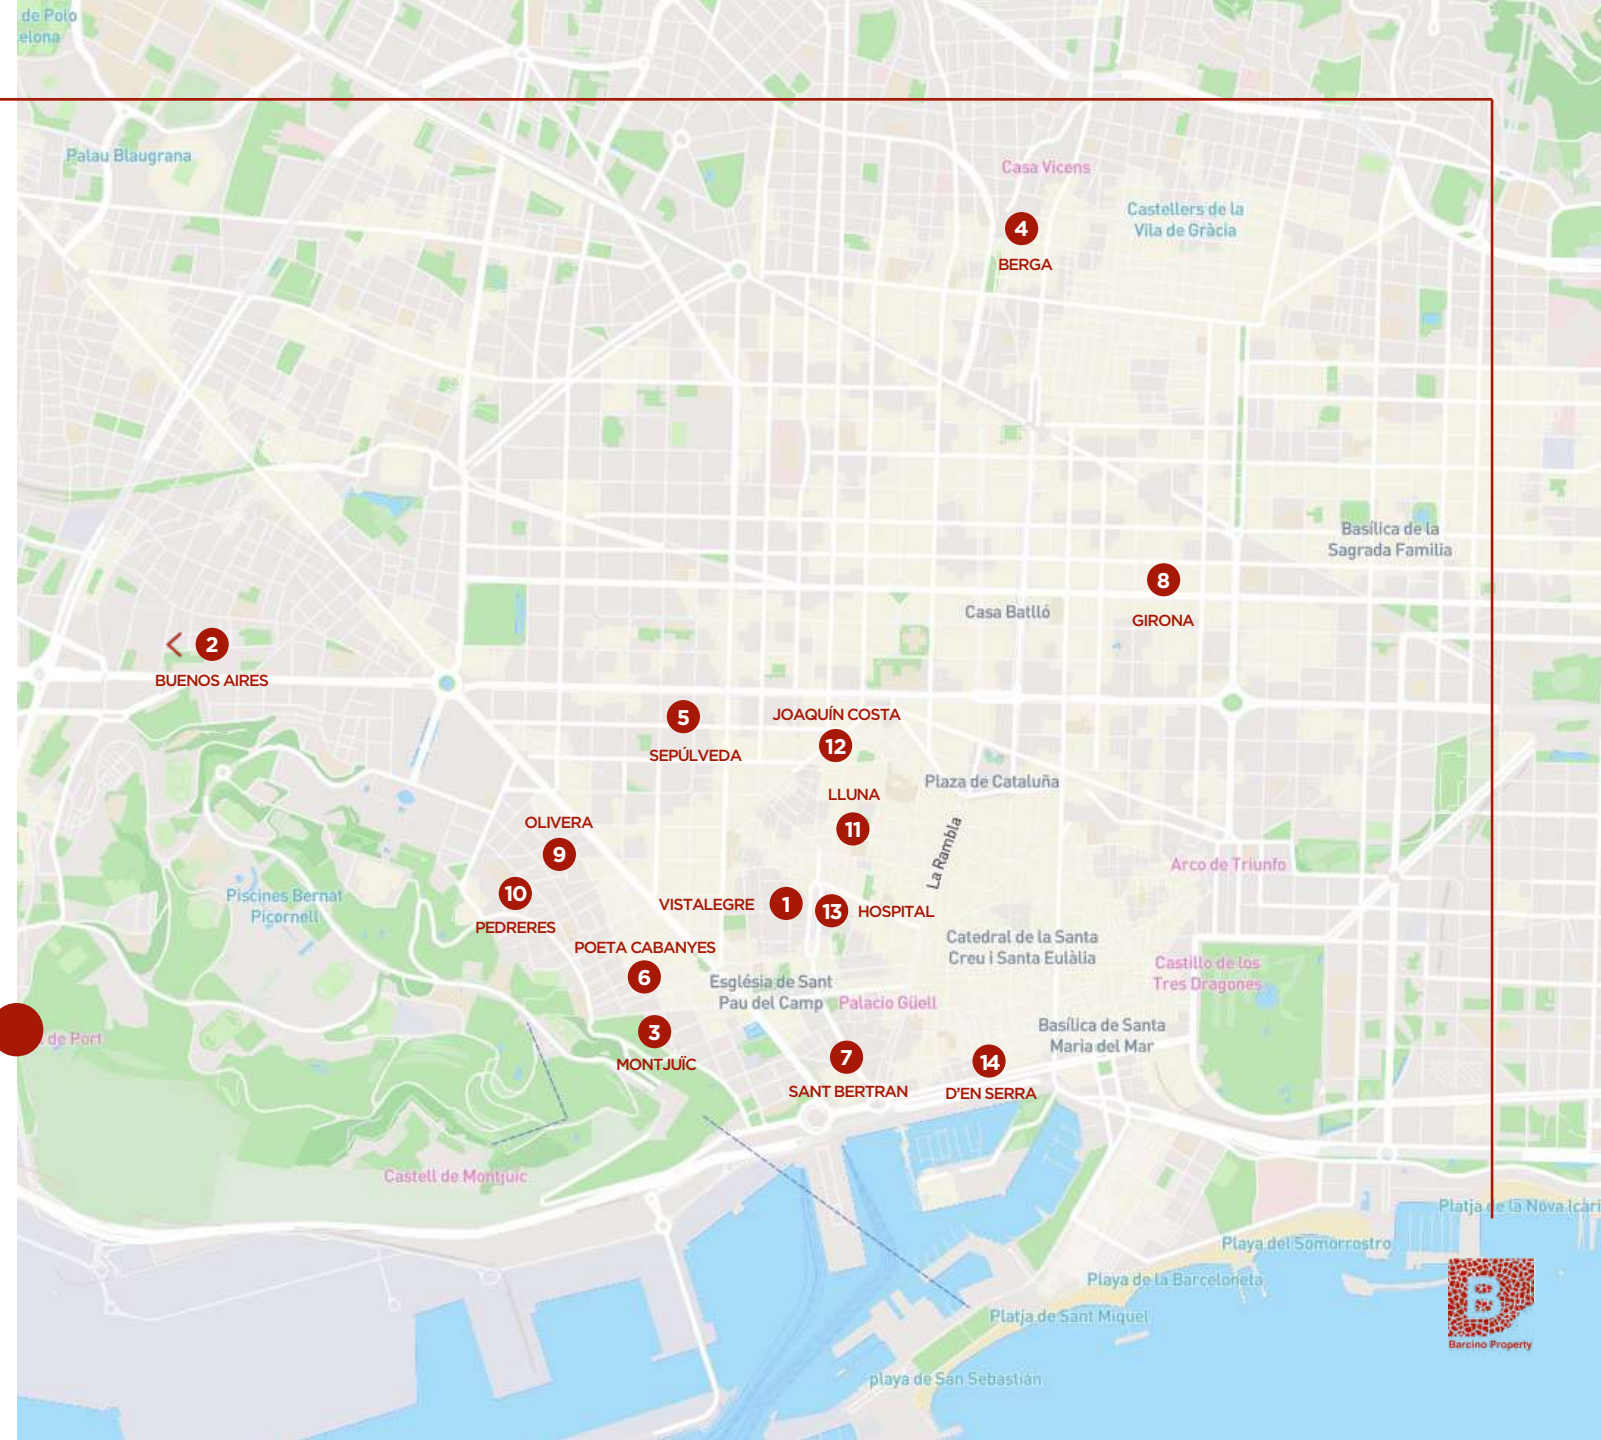 de Polo
elona
Palau Blaugrana
Casa Vicens
Castellers de la
Vila de Gràcia
4
BERGA
Basílica de la
Sagrada Familia
8
GIRONA
Casa Batlló
2
BUENOS AIRES
5
SEPÚLVEDA
JOAQUÍN COSTA
12
Plaza de Cataluña
LLUNA
11
La Rambla
OLIVERA
9
Arco de Triunfo
10
PEDRERES
Piscines Bernat
Picornell
VISTALEGRE
1
13
HOSPITAL
POETA CABANYES
6
Catedral de la Santa
Creu i Santa Eulàlia
Castillo de los
Tres Dragones
Església de Sant
Pau del Camp
Palacio Güell
de Port
3
MONTJUÏC
Basílica de Santa
Maria del Mar
7
SANT BERTRAN
14
D'EN SERRA
Castell de Montjuïc
Platja de la Nova Icàri
Playa del Somorrostro
Playa de la Barceloneta
Platja de Sant Miquel
playa de San Sebastián
B
Barcino Property